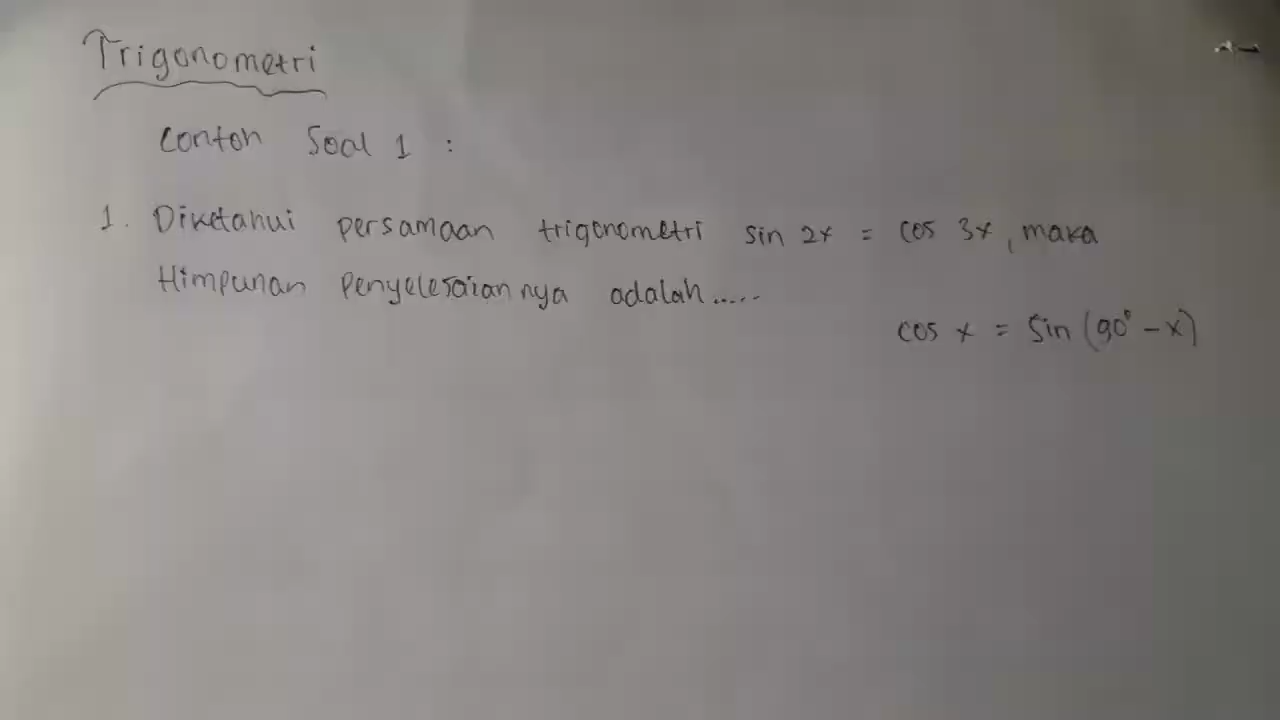 Trigonometri
Contoh Soal 1 :
1. Diketahui persamaan trigonometri sin 2x = cos 3x, maka
Himpunan Penyelesaiannya adalah.....
cos x = Sin (90° - x)